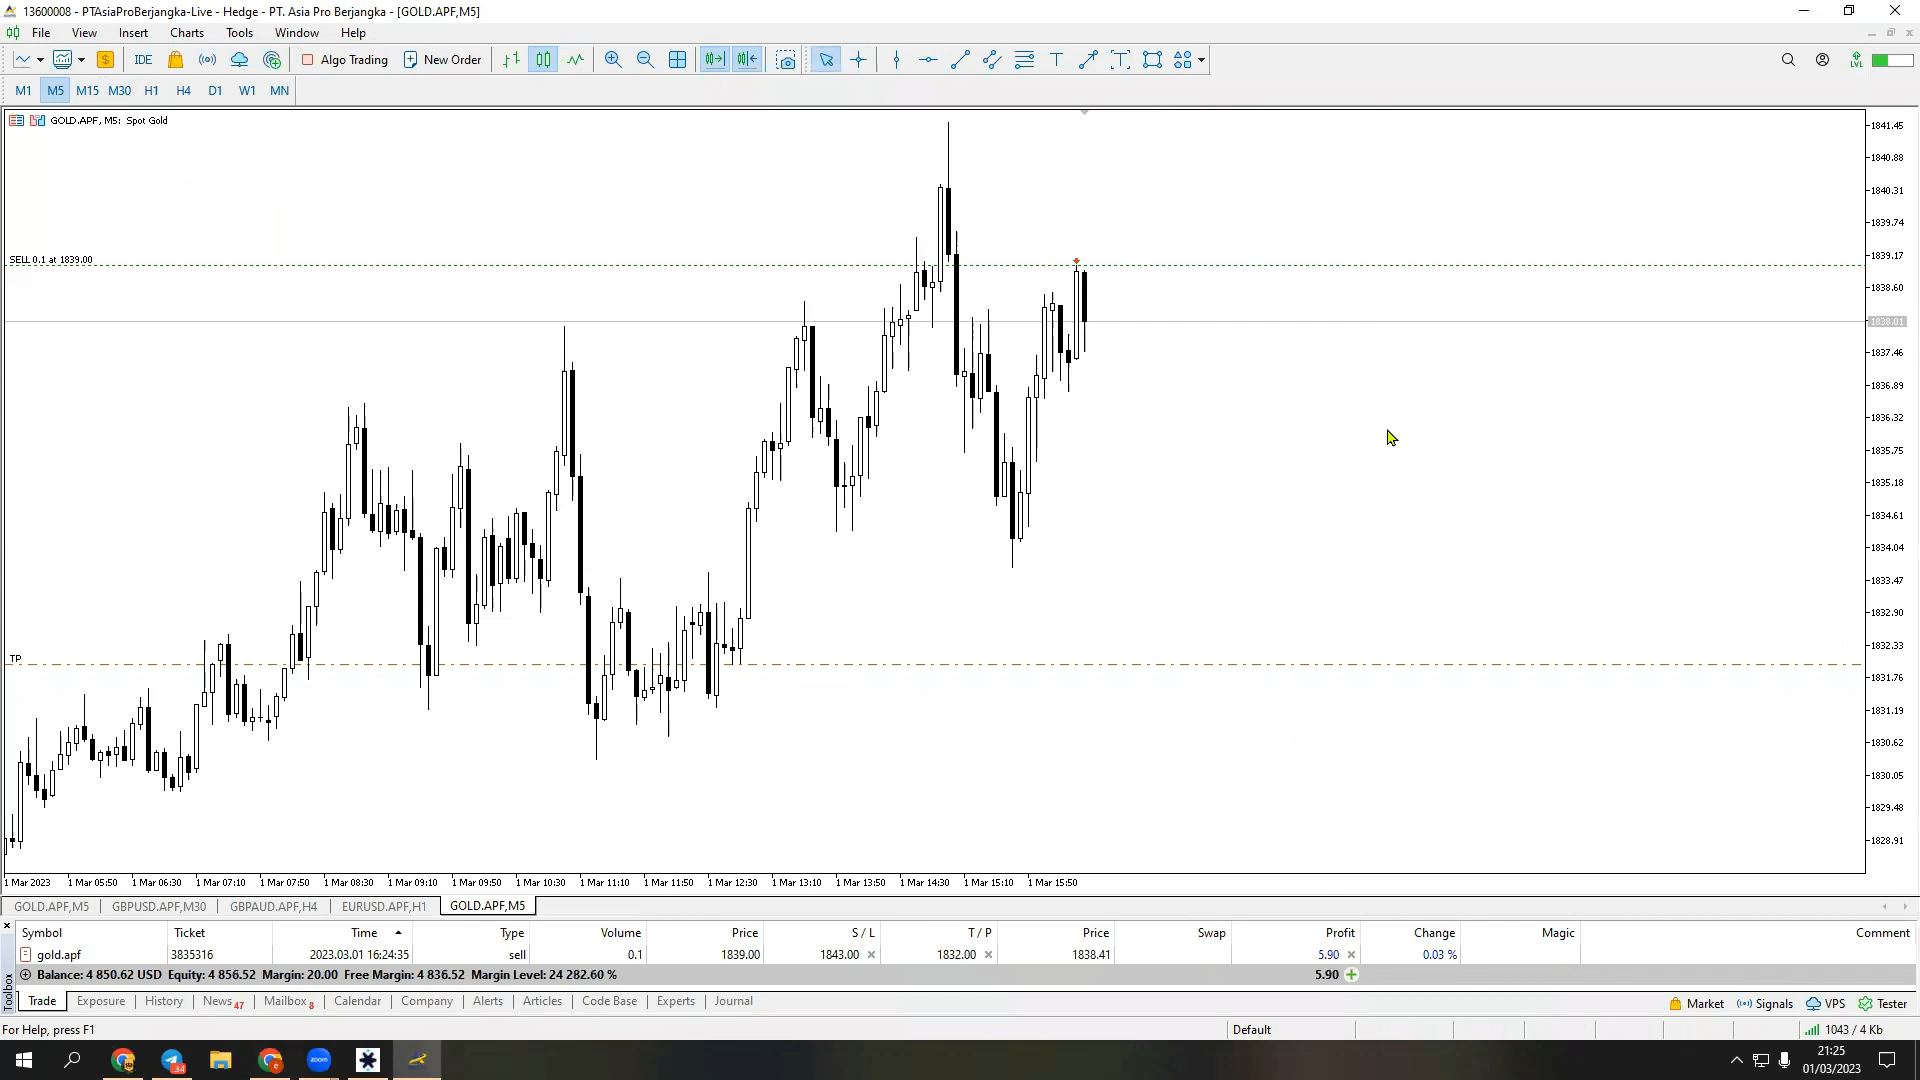 13600008 - PTAsiaProBerjangka-Live - Hedge - PT. Asia Pro Berjangka - [GOLD.APF,M5]
File View Insert Charts Tools Window Help
IDE Algo Trading New Order LVL
M1 M5 M15 M30 H1 H4 D1 W1 MN
GOLD.APF, M5: Spot Gold
1841.45
1840.88
1840.31
1839.74
SELL 0.1 at 1839.00
1839.17
1838.60
1838.01
1837.46
1836.89
1836.32
1835.75
1835.18
1834.61
1834.04
1833.47
1832.90
1832.33
TP
1831.76
1831.19
1830.62
1830.05
1829.48
1828.91
1 Mar 2023 1 Mar 05:50 1 Mar 06:30 1 Mar 07:10 1 Mar 07:50 1 Mar 08:30 1 Mar 09:10 1 Mar 09:50 1 Mar 10:30 1 Mar 11:10 1 Mar 11:50 1 Mar 12:30 1 Mar 13:10 1 Mar 13:50 1 Mar 14:30 1 Mar 15:10 1 Mar 15:50
GOLD.APF,M5 GBPUSD.APF,M30 GBPAUD.APF,H4 EURUSD.APF,H1 GOLD.APF,M5
Symbol Ticket Time Type Volume Price S / L T / P Price Swap Profit Change Magic Comment
gold.apf 3835316 2023.03.01 16:24:35 sell 0.1 1839.00 1843.00 1832.00 1838.41 5.90 0.03 %
Balance: 4 850.62 USD Equity: 4 856.52 Margin: 20.00 Free Margin: 4 836.52 Margin Level: 24 282.60 % 5.90
Toolbox
Trade Exposure History News 47 Mailbox 8 Calendar Company Alerts Articles Code Base Experts Journal Market Signals VPS Tester
For Help, press F1 Default 1043 / 4 Kb
34 zoom
21:25
01/03/2023